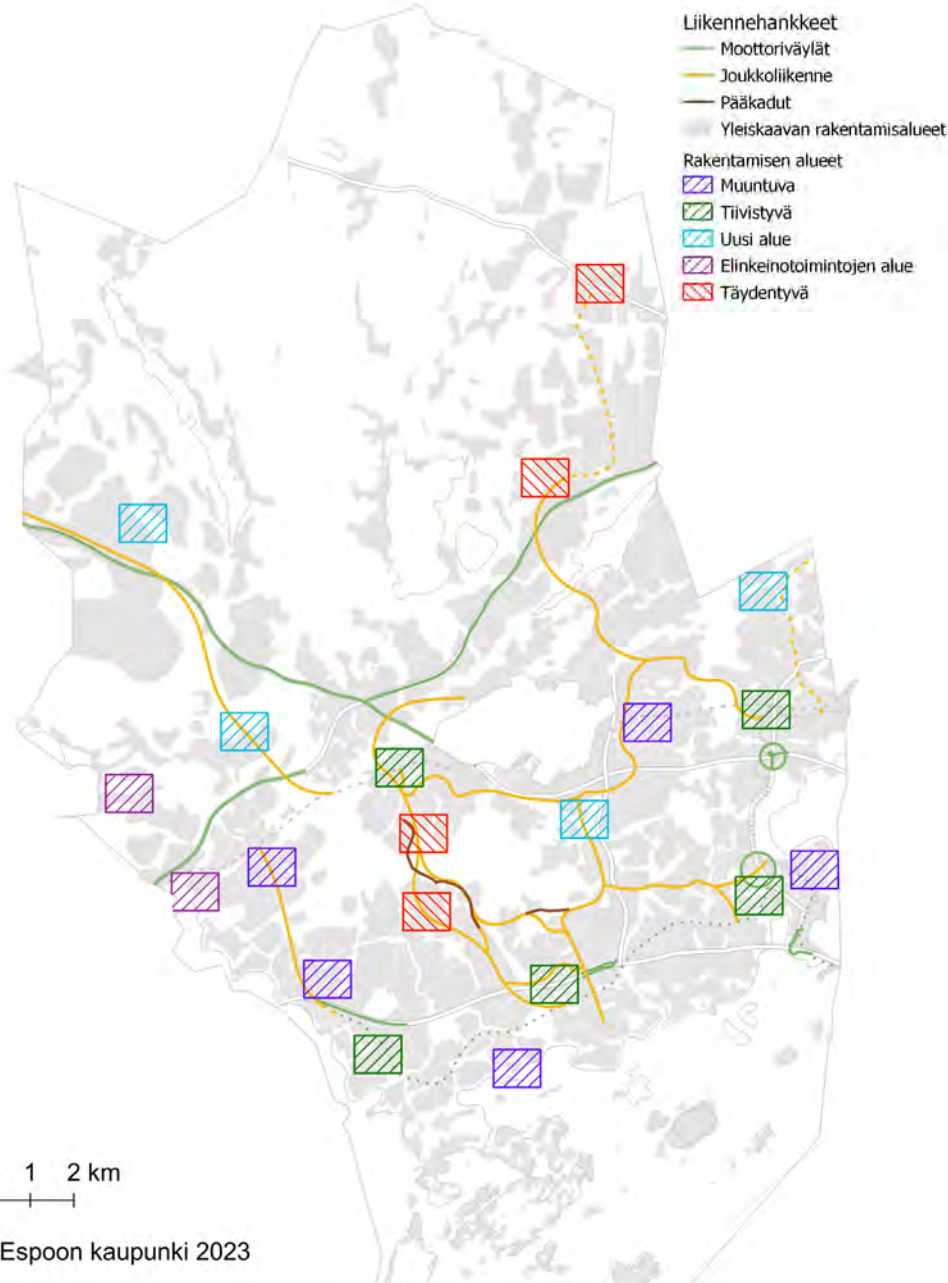 Liikennehankkeet
Moottoriväylät
Joukkoliikenne
Pääkadut
Yleiskaavan rakentamisalueet
Rakentamisen alueet
Muuntuva
Tiivistyvä
Uusi alue
Elinkeinotoimintojen alue
Täydentyvä
1 2 km
Espoon kaupunki 2023